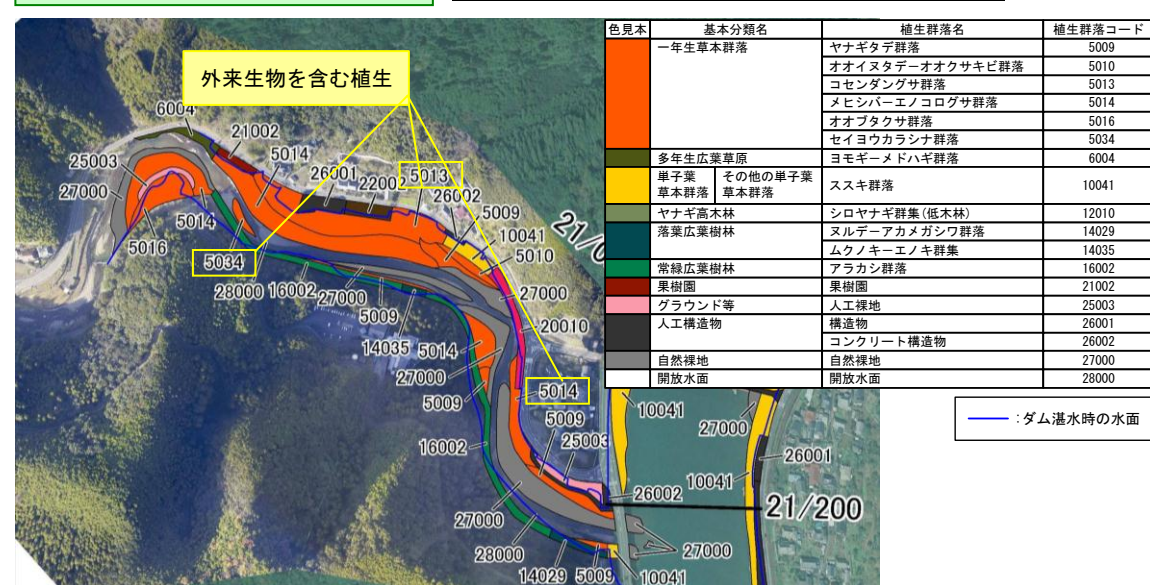 外来生物を含む植生
6004
21002
5014
26001
22002
5013
26002
5009
10041
5010
21/0
25003
27000
5016
5014
5034
28000
16002
27000
5009
14035
27000
20010
5014
27000
5009
16002
5014
5009
25003
26002
21/200
27000
28000
14029
5009
10041
27000
10041
27000
10041
26001
色見本 基本分類名 植生群落名 植生群落コード
一年生草本群落 ヤナギタデ群落 5009
オオイヌタデーオオクサキビ群落 5010
コセンダングサ群落 5013
メヒシバーエノコログサ群落 5014
オオブタクサ群落 5016
セイヨウカラシナ群落 5034
多年生広葉草原 ヨモギーメドハギ群落 6004
単子葉草本群落 その他の単子葉草本群落 ススキ群落 10041
ヤナギ高木林 シロヤナギ群集(低木林) 12010
落葉広葉樹林 ヌルデーアカメガシワ群落 14029
ムクノキーエノキ群集 14035
常緑広葉樹林 アラカシ群落 16002
果樹園 果樹園 21002
グラウンド等 人工裸地 25003
人工構造物 構造物 26001
コンクリート構造物 26002
自然裸地 自然裸地 27000
開放水面 開放水面 28000
:ダム湛水時の水面